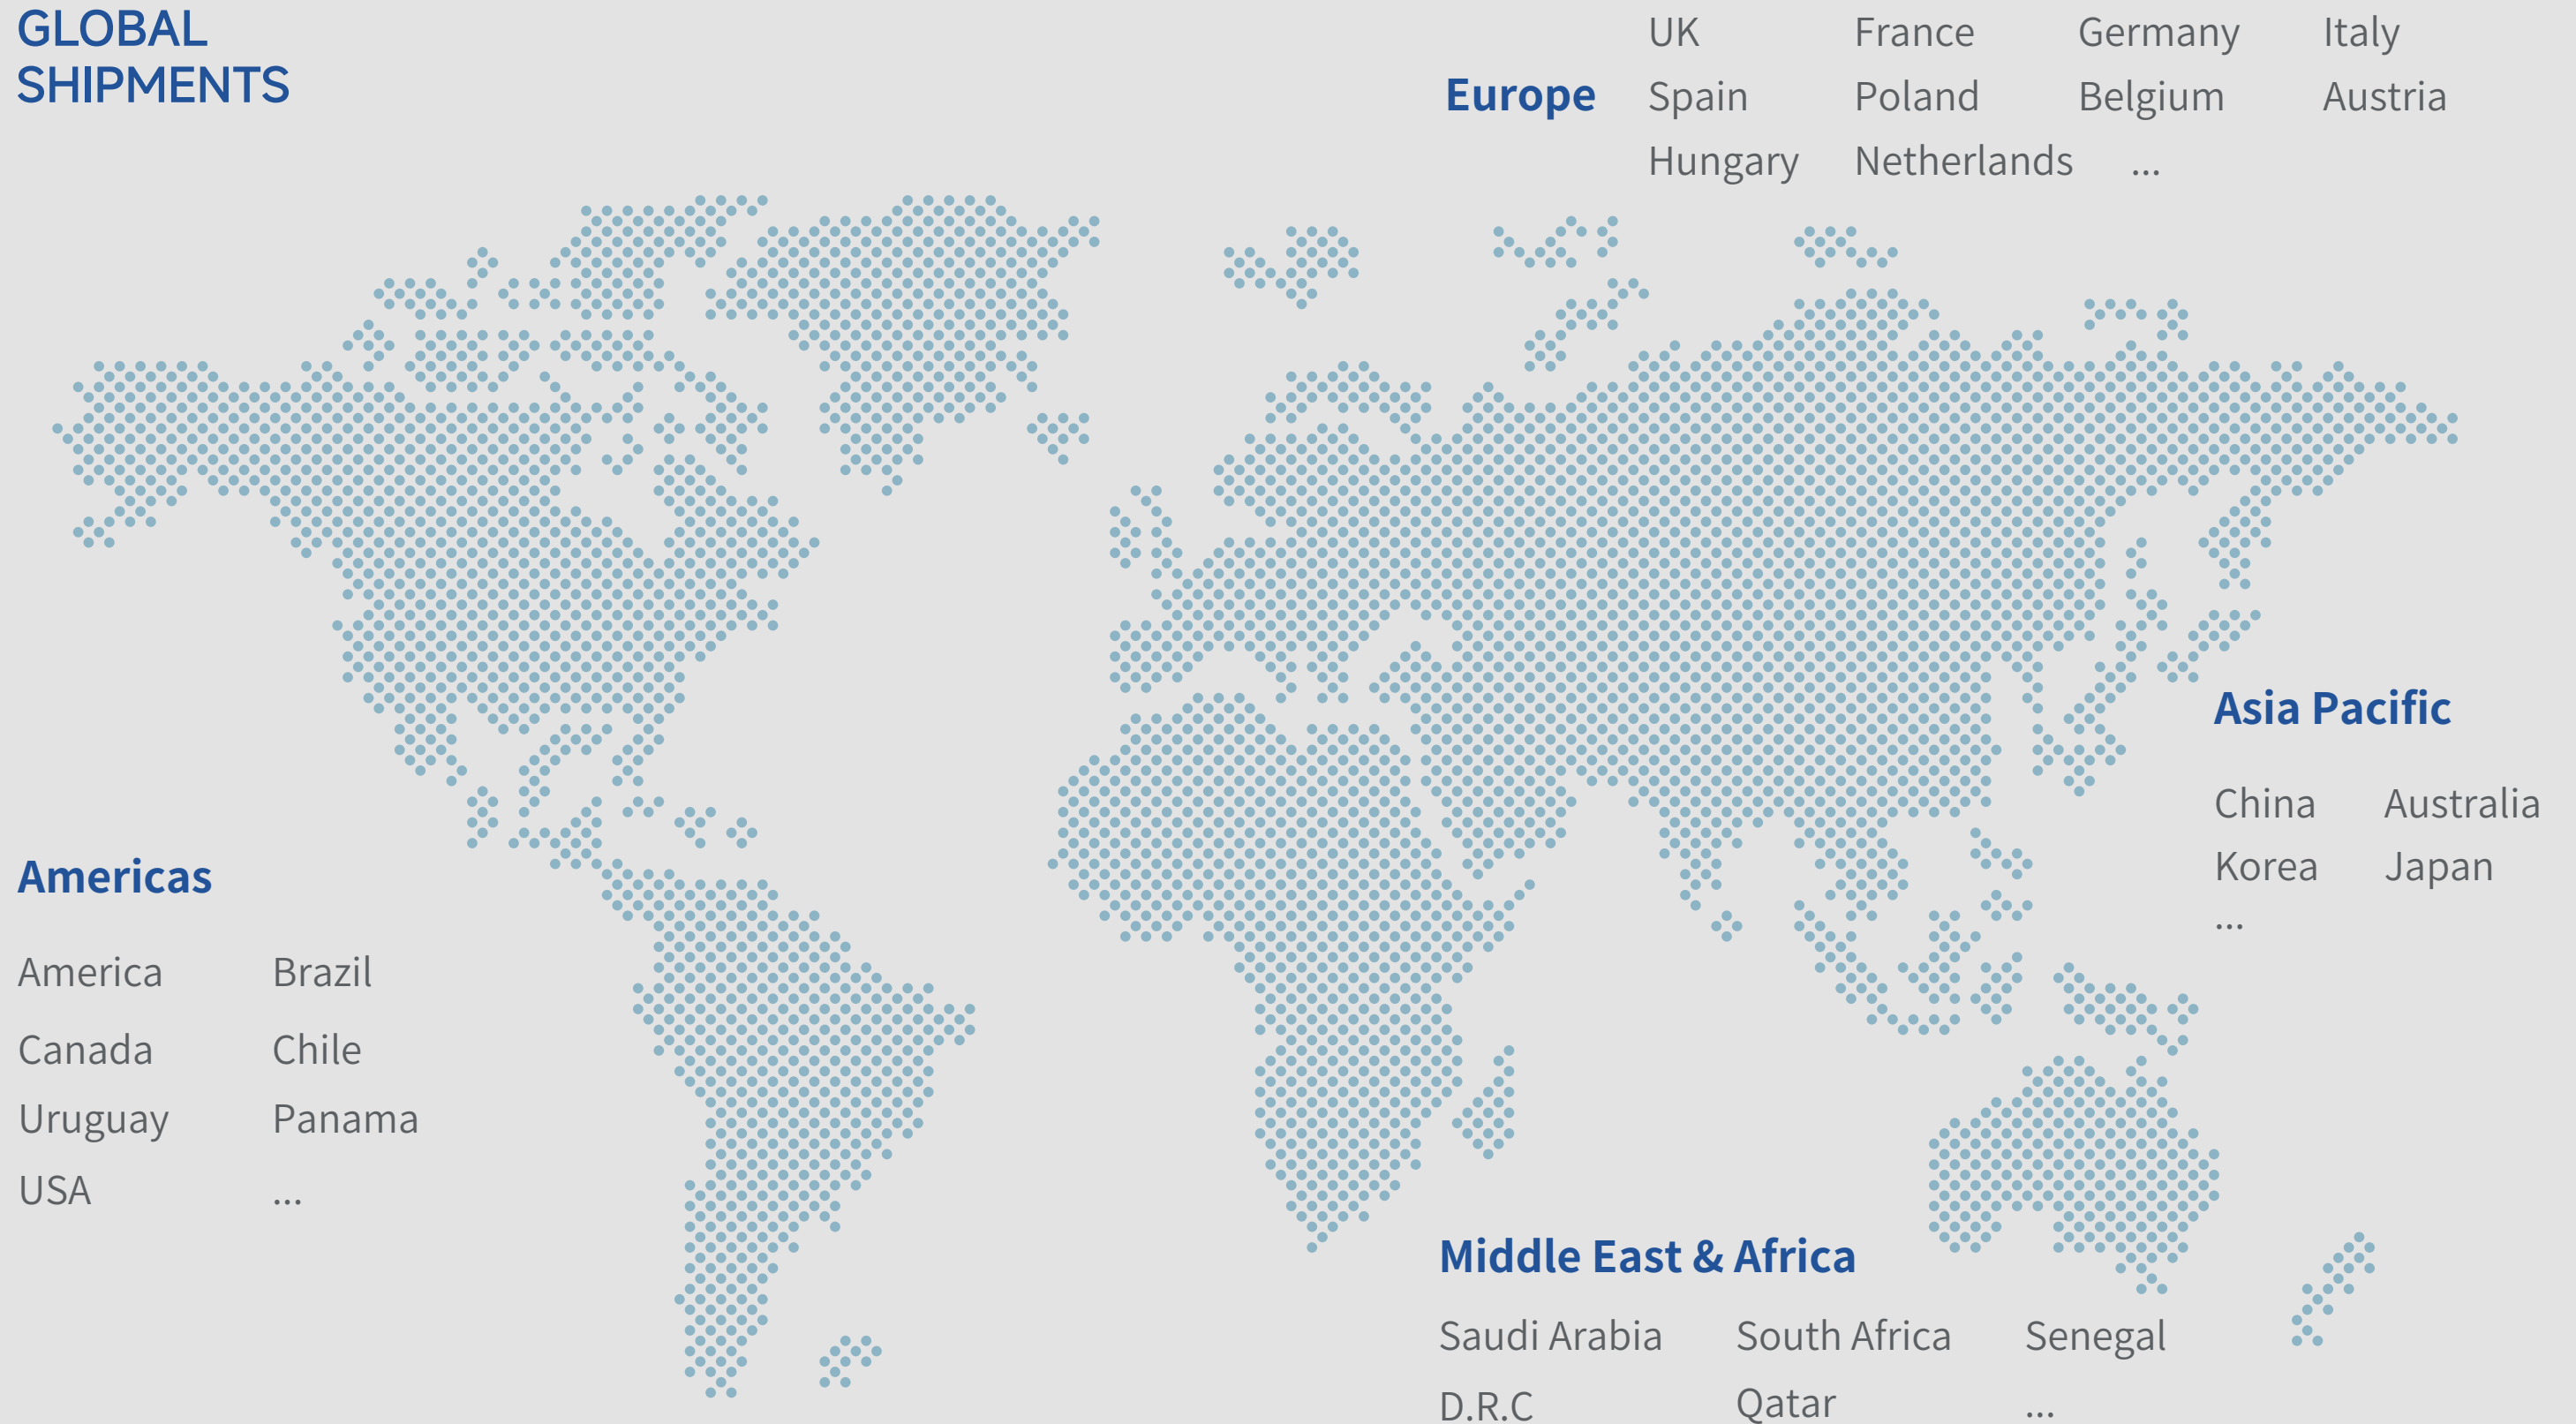 GLOBAL
SHIPMENTS
Europe
UK France Germany Italy
Spain Poland Belgium Austria
Hungary Netherlands ...
Asia Pacific
China Australia
Korea Japan
...
Americas
America Brazil
Canada Chile
Uruguay Panama
USA ...
Middle East & Africa
Saudi Arabia South Africa Senegal
D.R.C Qatar ...